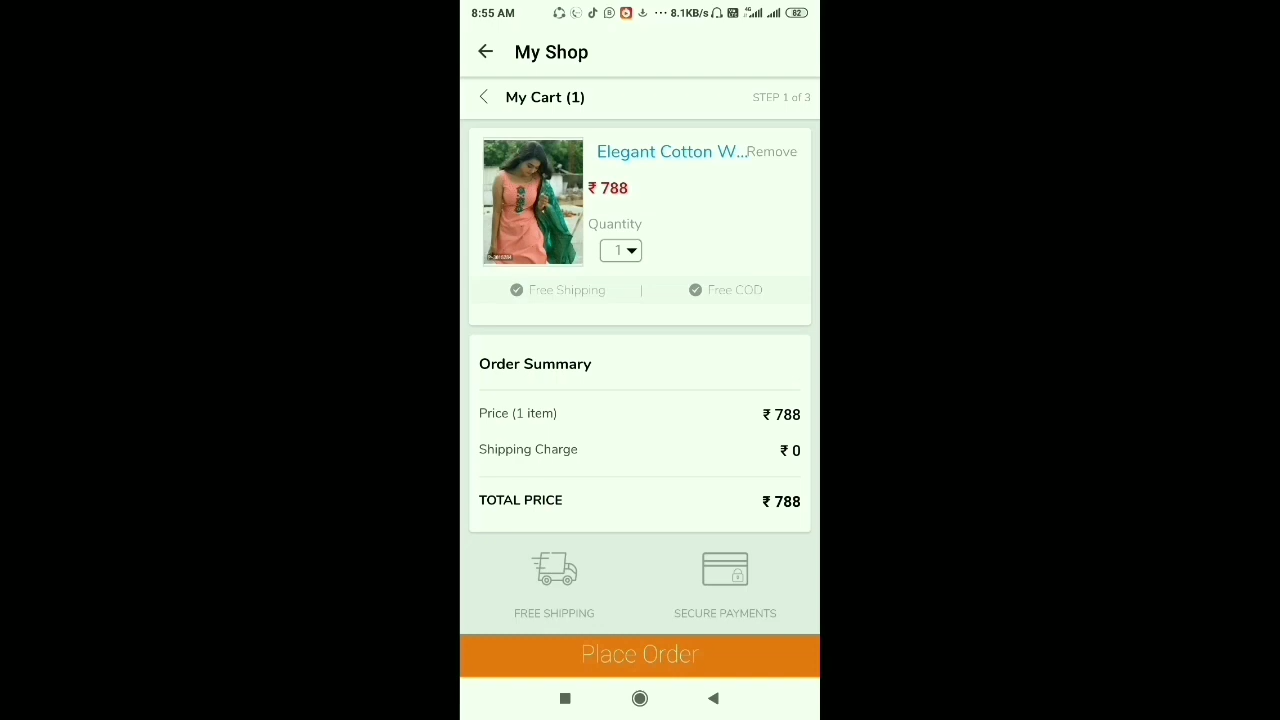 8:55 AM 8.1KB/s 4G 82
My Shop
My Cart (1) STEP 1 of 3
Elegant Cotton W... Remove
₹ 788
Quantity
1
Free Shipping | Free COD
Order Summary
Price (1 item) ₹ 788
Shipping Charge ₹ 0
TOTAL PRICE ₹ 788
FREE SHIPPING SECURE PAYMENTS
Place Order